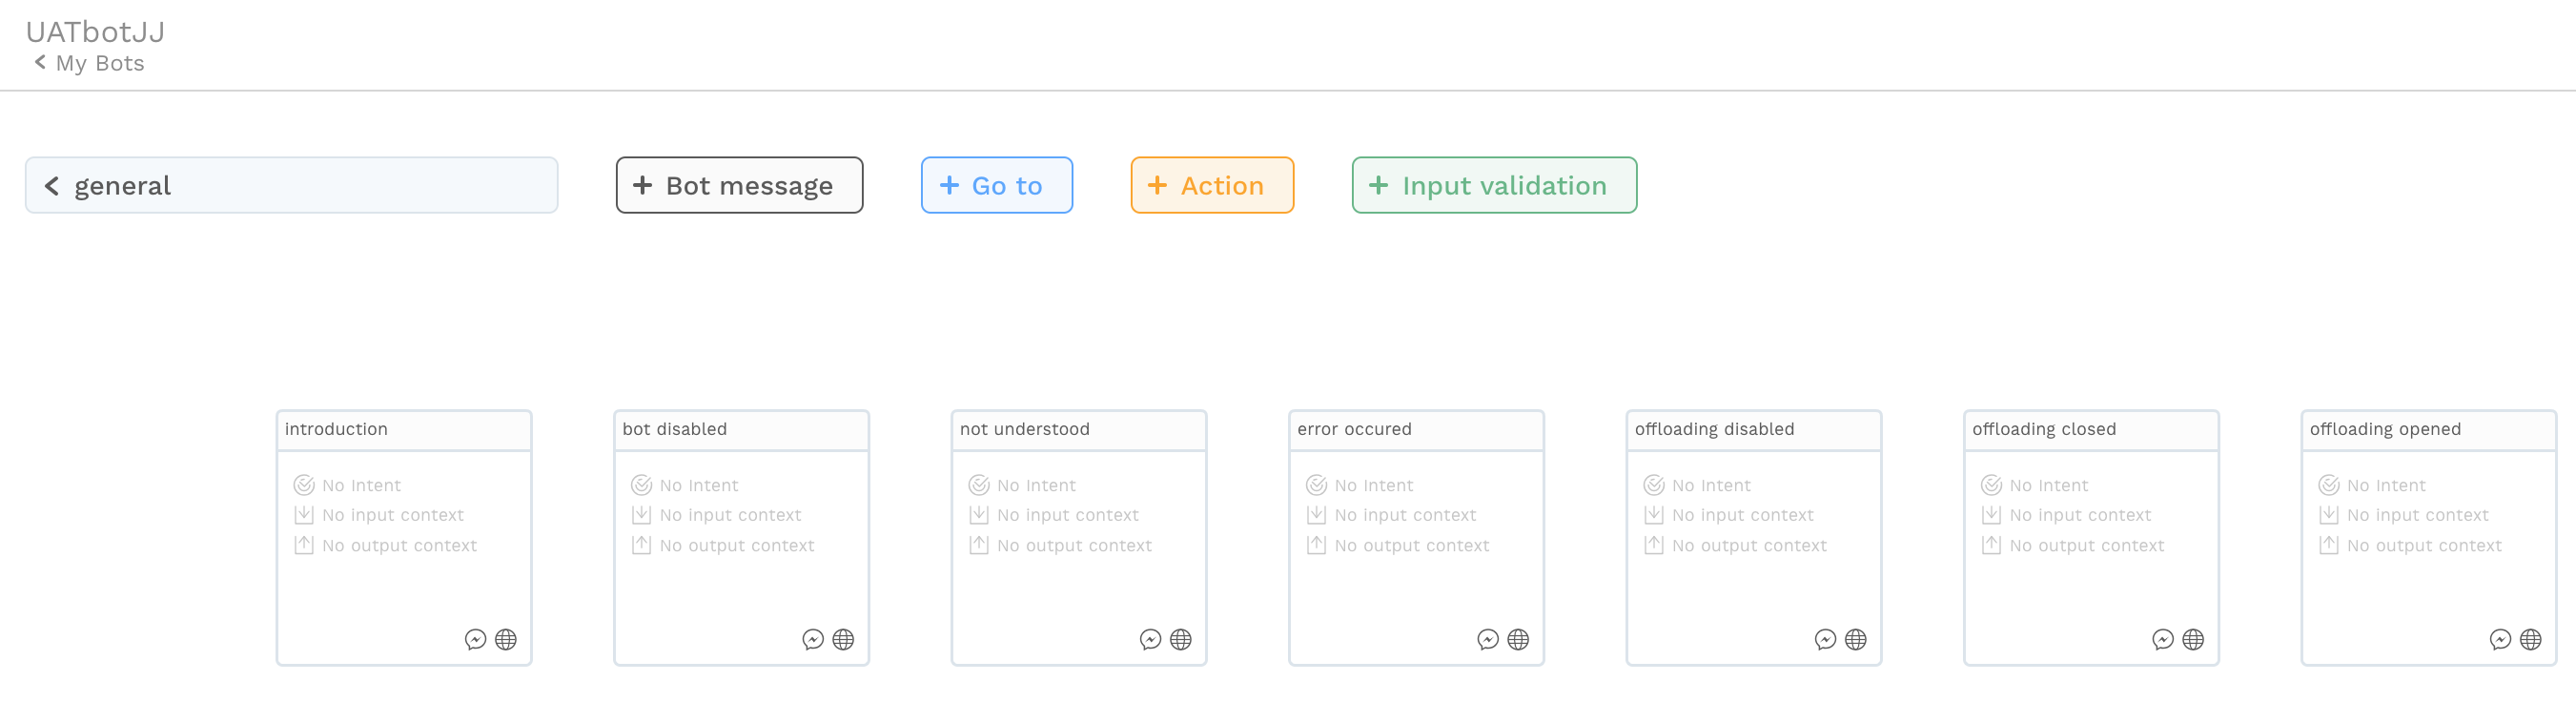 UATbotJJ
My Bots
general
Bot message
Go to
Action
Input validation
introduction
No Intent
No input context
No output context
bot disabled
No Intent
No input context
No output context
not understood
No Intent
No input context
No output context
error occured
No Intent
No input context
No output context
offloading disabled
No Intent
No input context
No output context
offloading closed
No Intent
No input context
No output context
offloading opened
No Intent
No input context
No output context